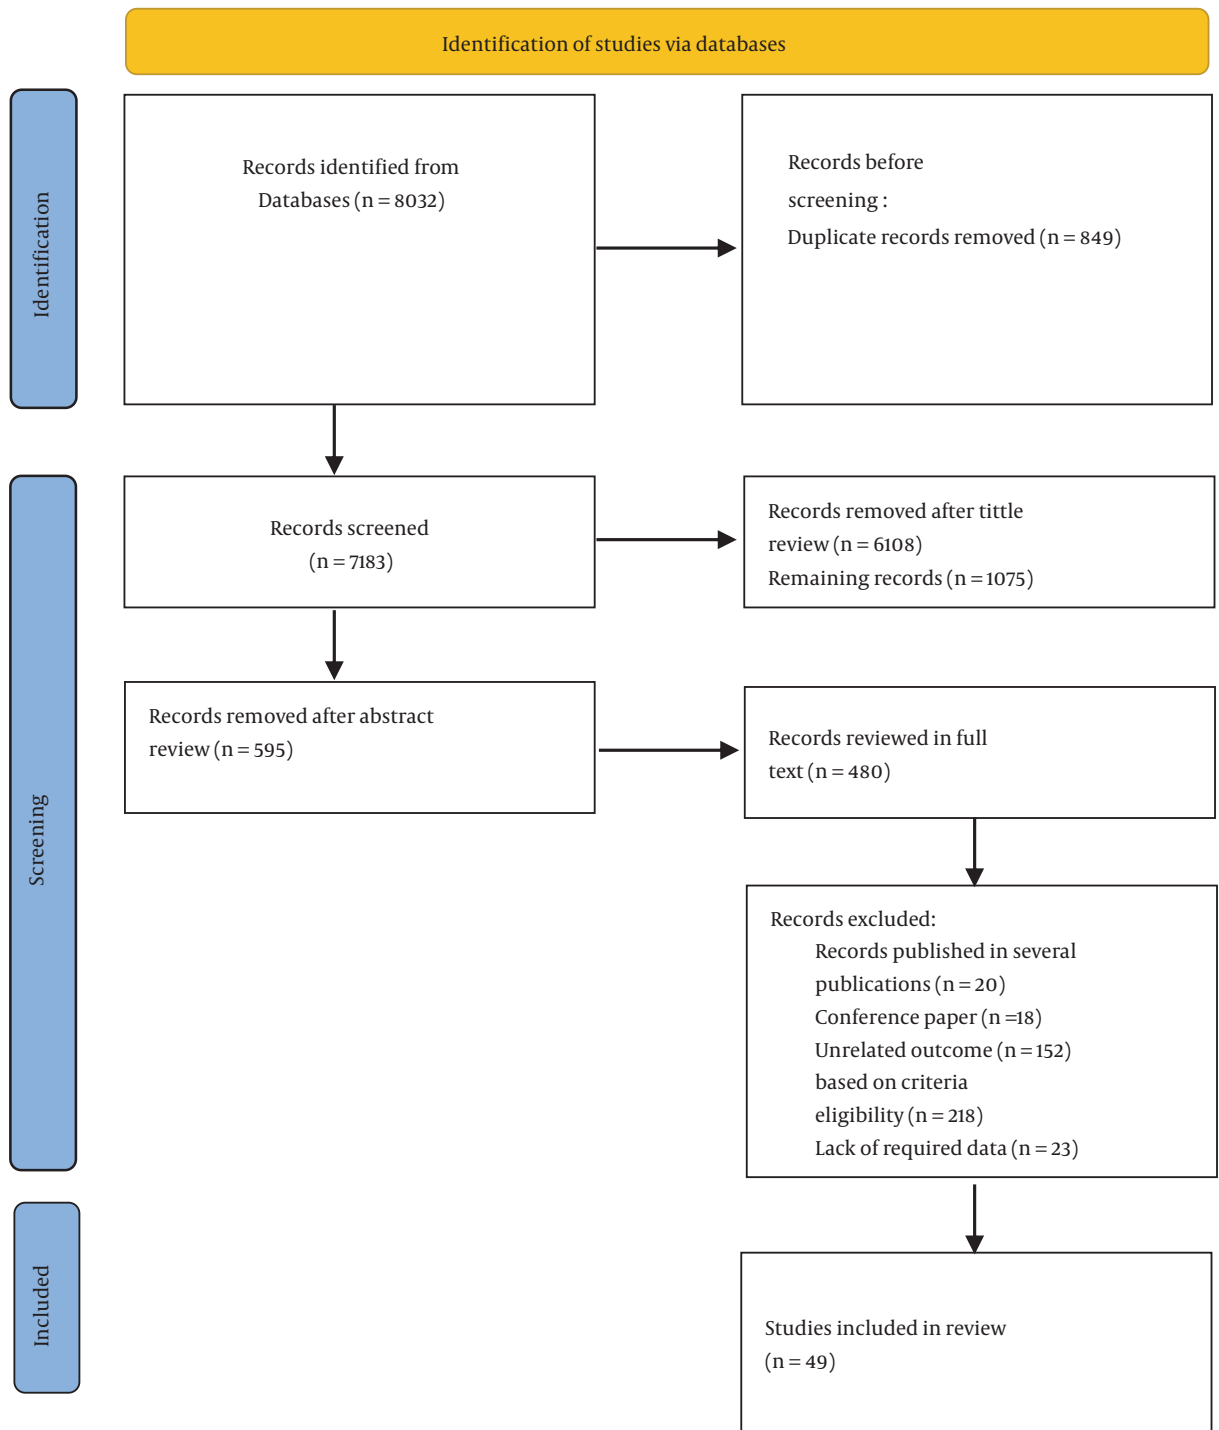 Identification of studies via databases
Identification
Records identified from
Databases (n = 8032)
Records before
screening :
Duplicate records removed (n = 849)
Screening
Records screened
(n = 7183)
Records removed after tittle
review (n = 6108)
Remaining records (n = 1075)
Records removed after abstract
review (n = 595)
Records reviewed in full
text (n = 480)
Records excluded:
Records published in several
publications (n = 20)
Conference paper (n =18)
Unrelated outcome (n = 152)
based on criteria
eligibility (n = 218)
Lack of required data (n = 23)
Included
Studies included in review
(n = 49)